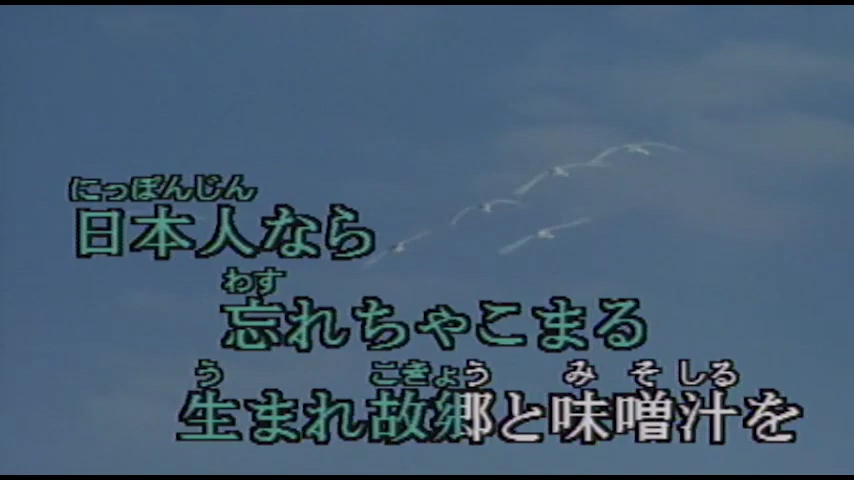 にっぽんじん
日本人なら
わす
忘れちゃこまる
う こきょう みそしる
生まれ故郷と味噌汁を